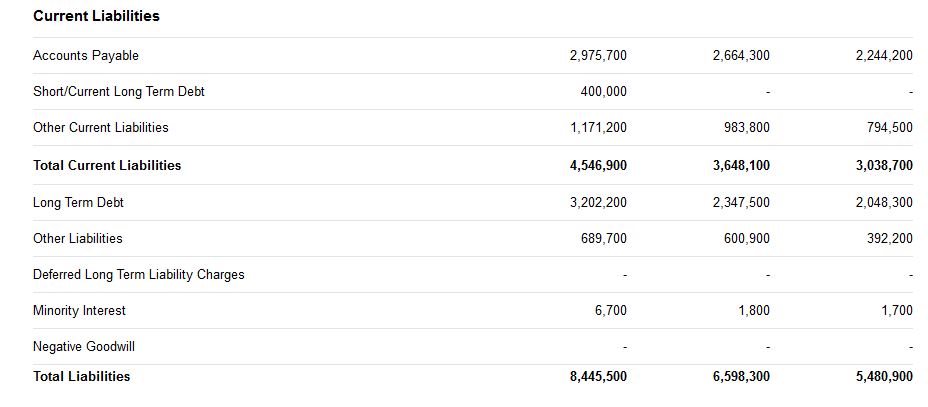 Current Liabilities
Accounts Payable 2,975,700 2,664,300 2,244,200
Short/Current Long Term Debt 400,000 - -
Other Current Liabilities 1,171,200 983,800 794,500
Total Current Liabilities 4,546,900 3,648,100 3,038,700
Long Term Debt 3,202,200 2,347,500 2,048,300
Other Liabilities 689,700 600,900 392,200
Deferred Long Term Liability Charges - - -
Minority Interest 6,700 1,800 1,700
Negative Goodwill - - -
Total Liabilities 8,445,500 6,598,300 5,480,900